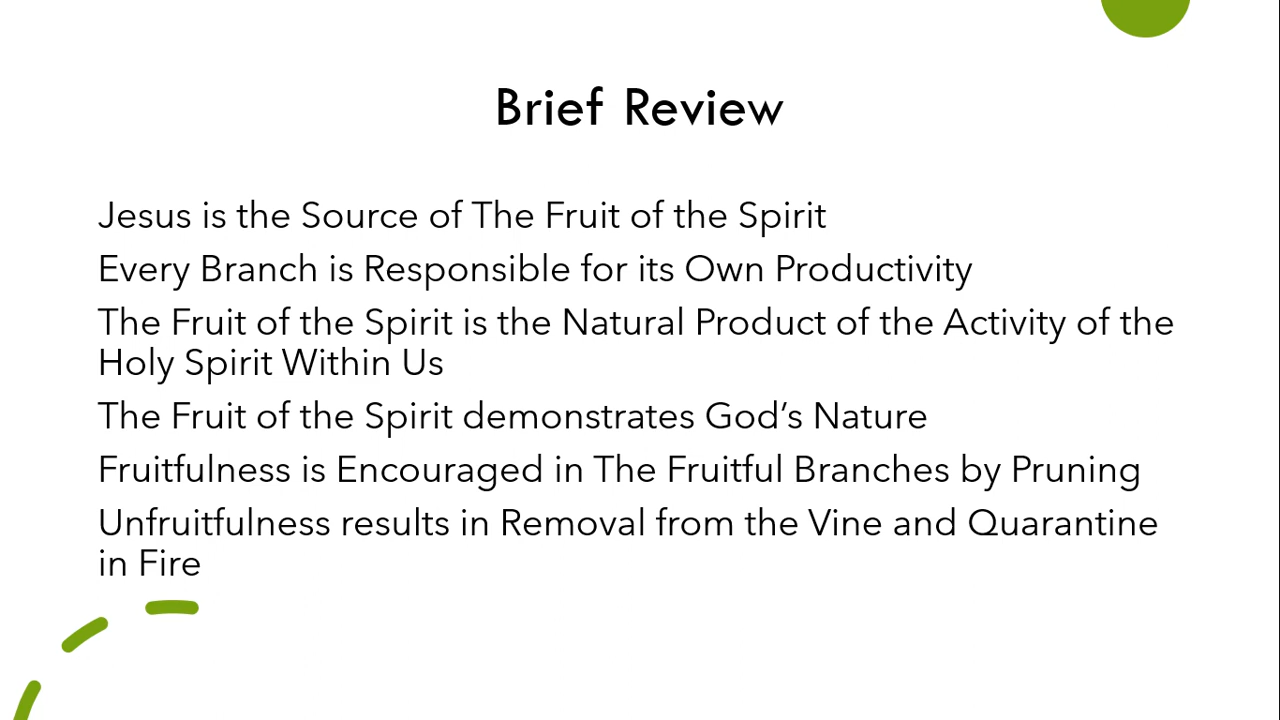 Brief Review
Jesus is the Source of The Fruit of the Spirit
Every Branch is Responsible for its Own Productivity
The Fruit of the Spirit is the Natural Product of the Activity of the
Holy Spirit Within Us
The Fruit of the Spirit demonstrates God’s Nature
Fruitfulness is Encouraged in The Fruitful Branches by Pruning
Unfruitfulness results in Removal from the Vine and Quarantine
in Fire